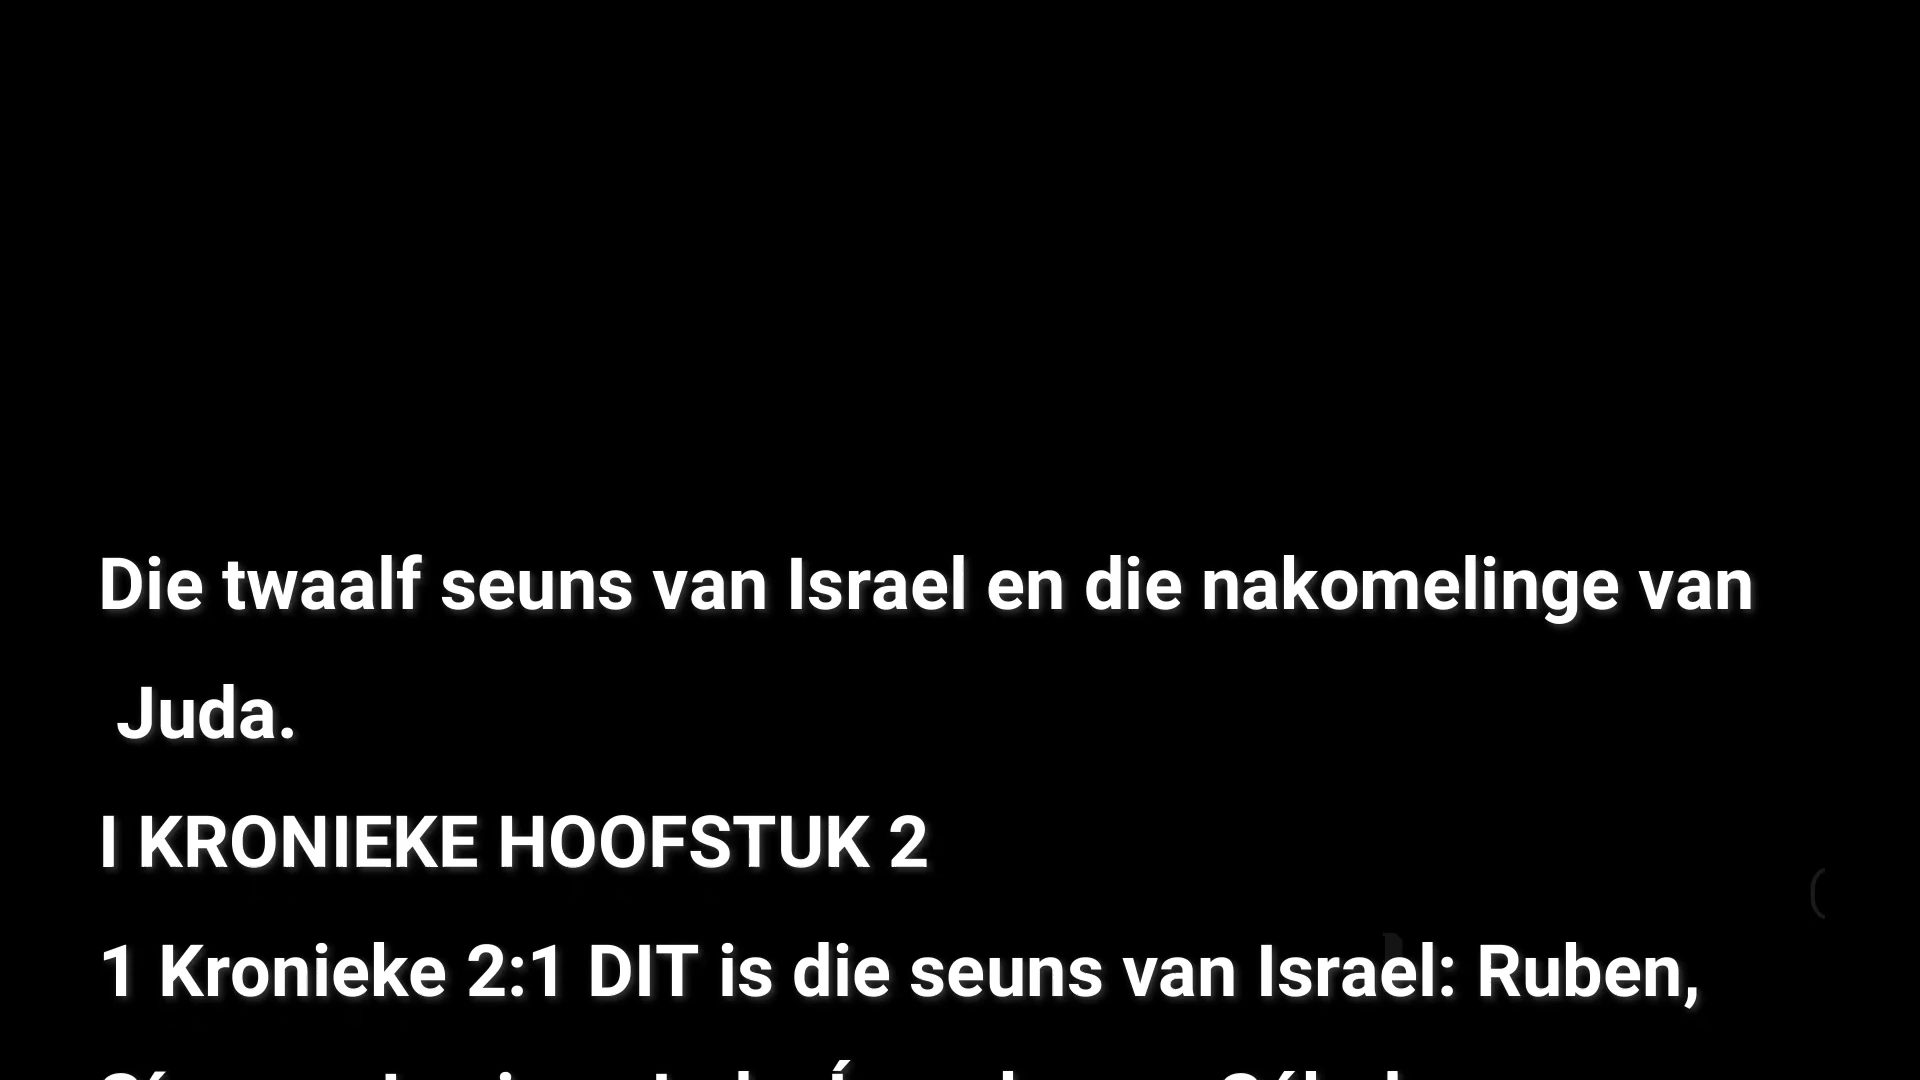 Die twaalf seuns van Israel en die nakomelinge van
Juda.
I KRONIEKE HOOFSTUK 2
1 Kronieke 2:1 DIT is die seuns van Israel: Ruben,